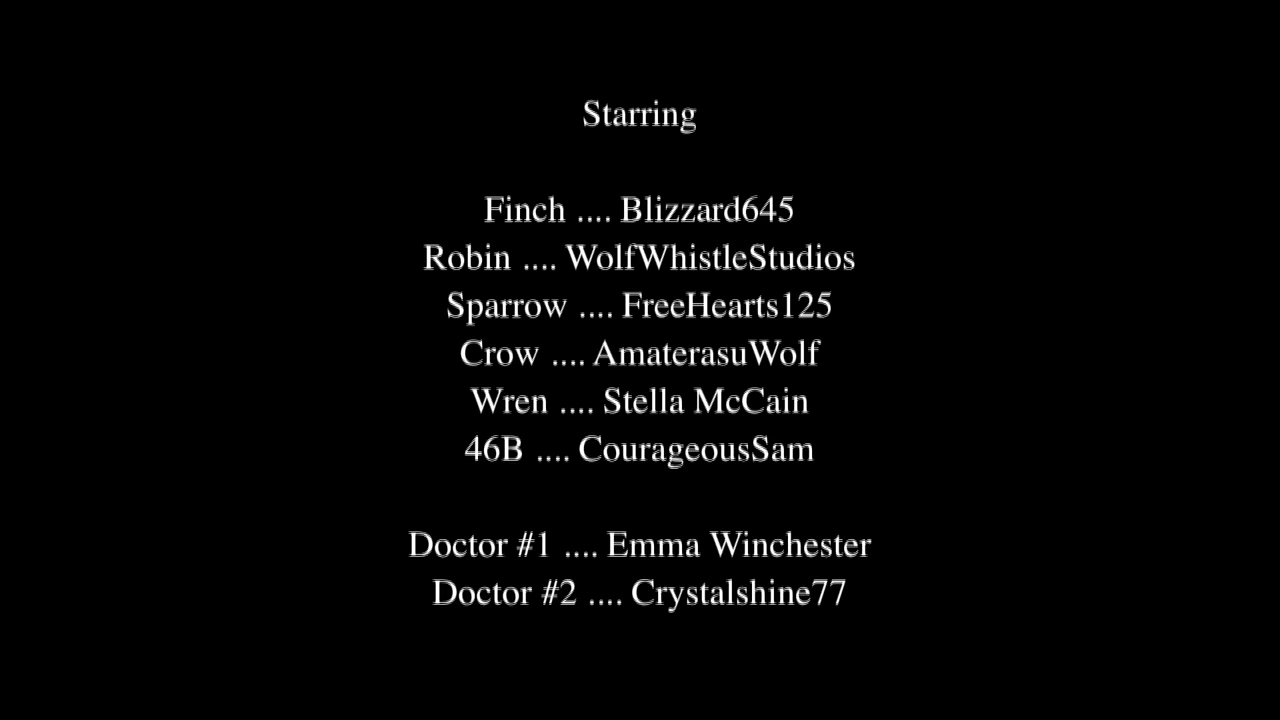 Starring
Finch .... Blizzard645
Robin .... WolfWhistleStudios
Sparrow .... FreeHearts125
Crow .... AmaterasuWolf
Wren .... Stella McCain
46B .... CourageousSam
Doctor #1 .... Emma Winchester
Doctor #2 .... Crystalshine77